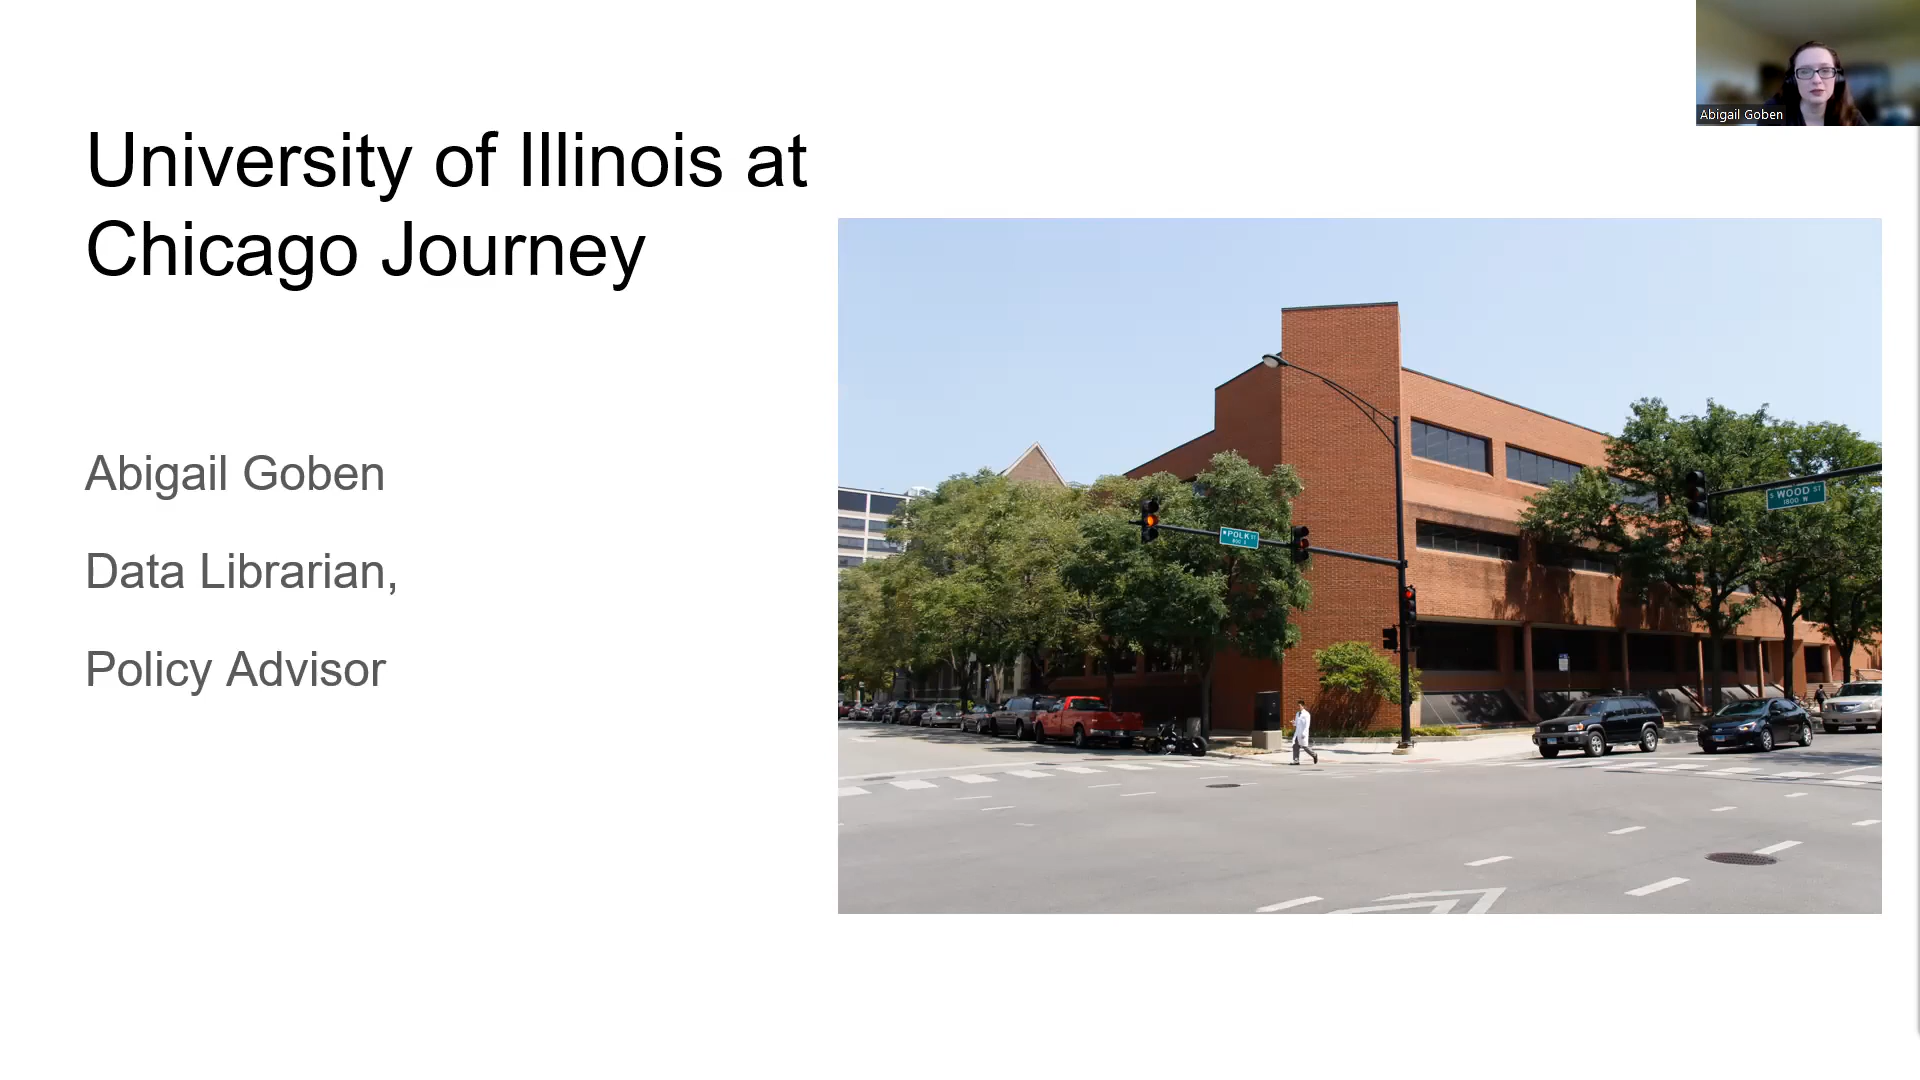 Abigail Goben
University of Illinois at
Chicago Journey
Abigail Goben
Data Librarian,
Policy Advisor
POLK ST
S WOOD ST
1800 W